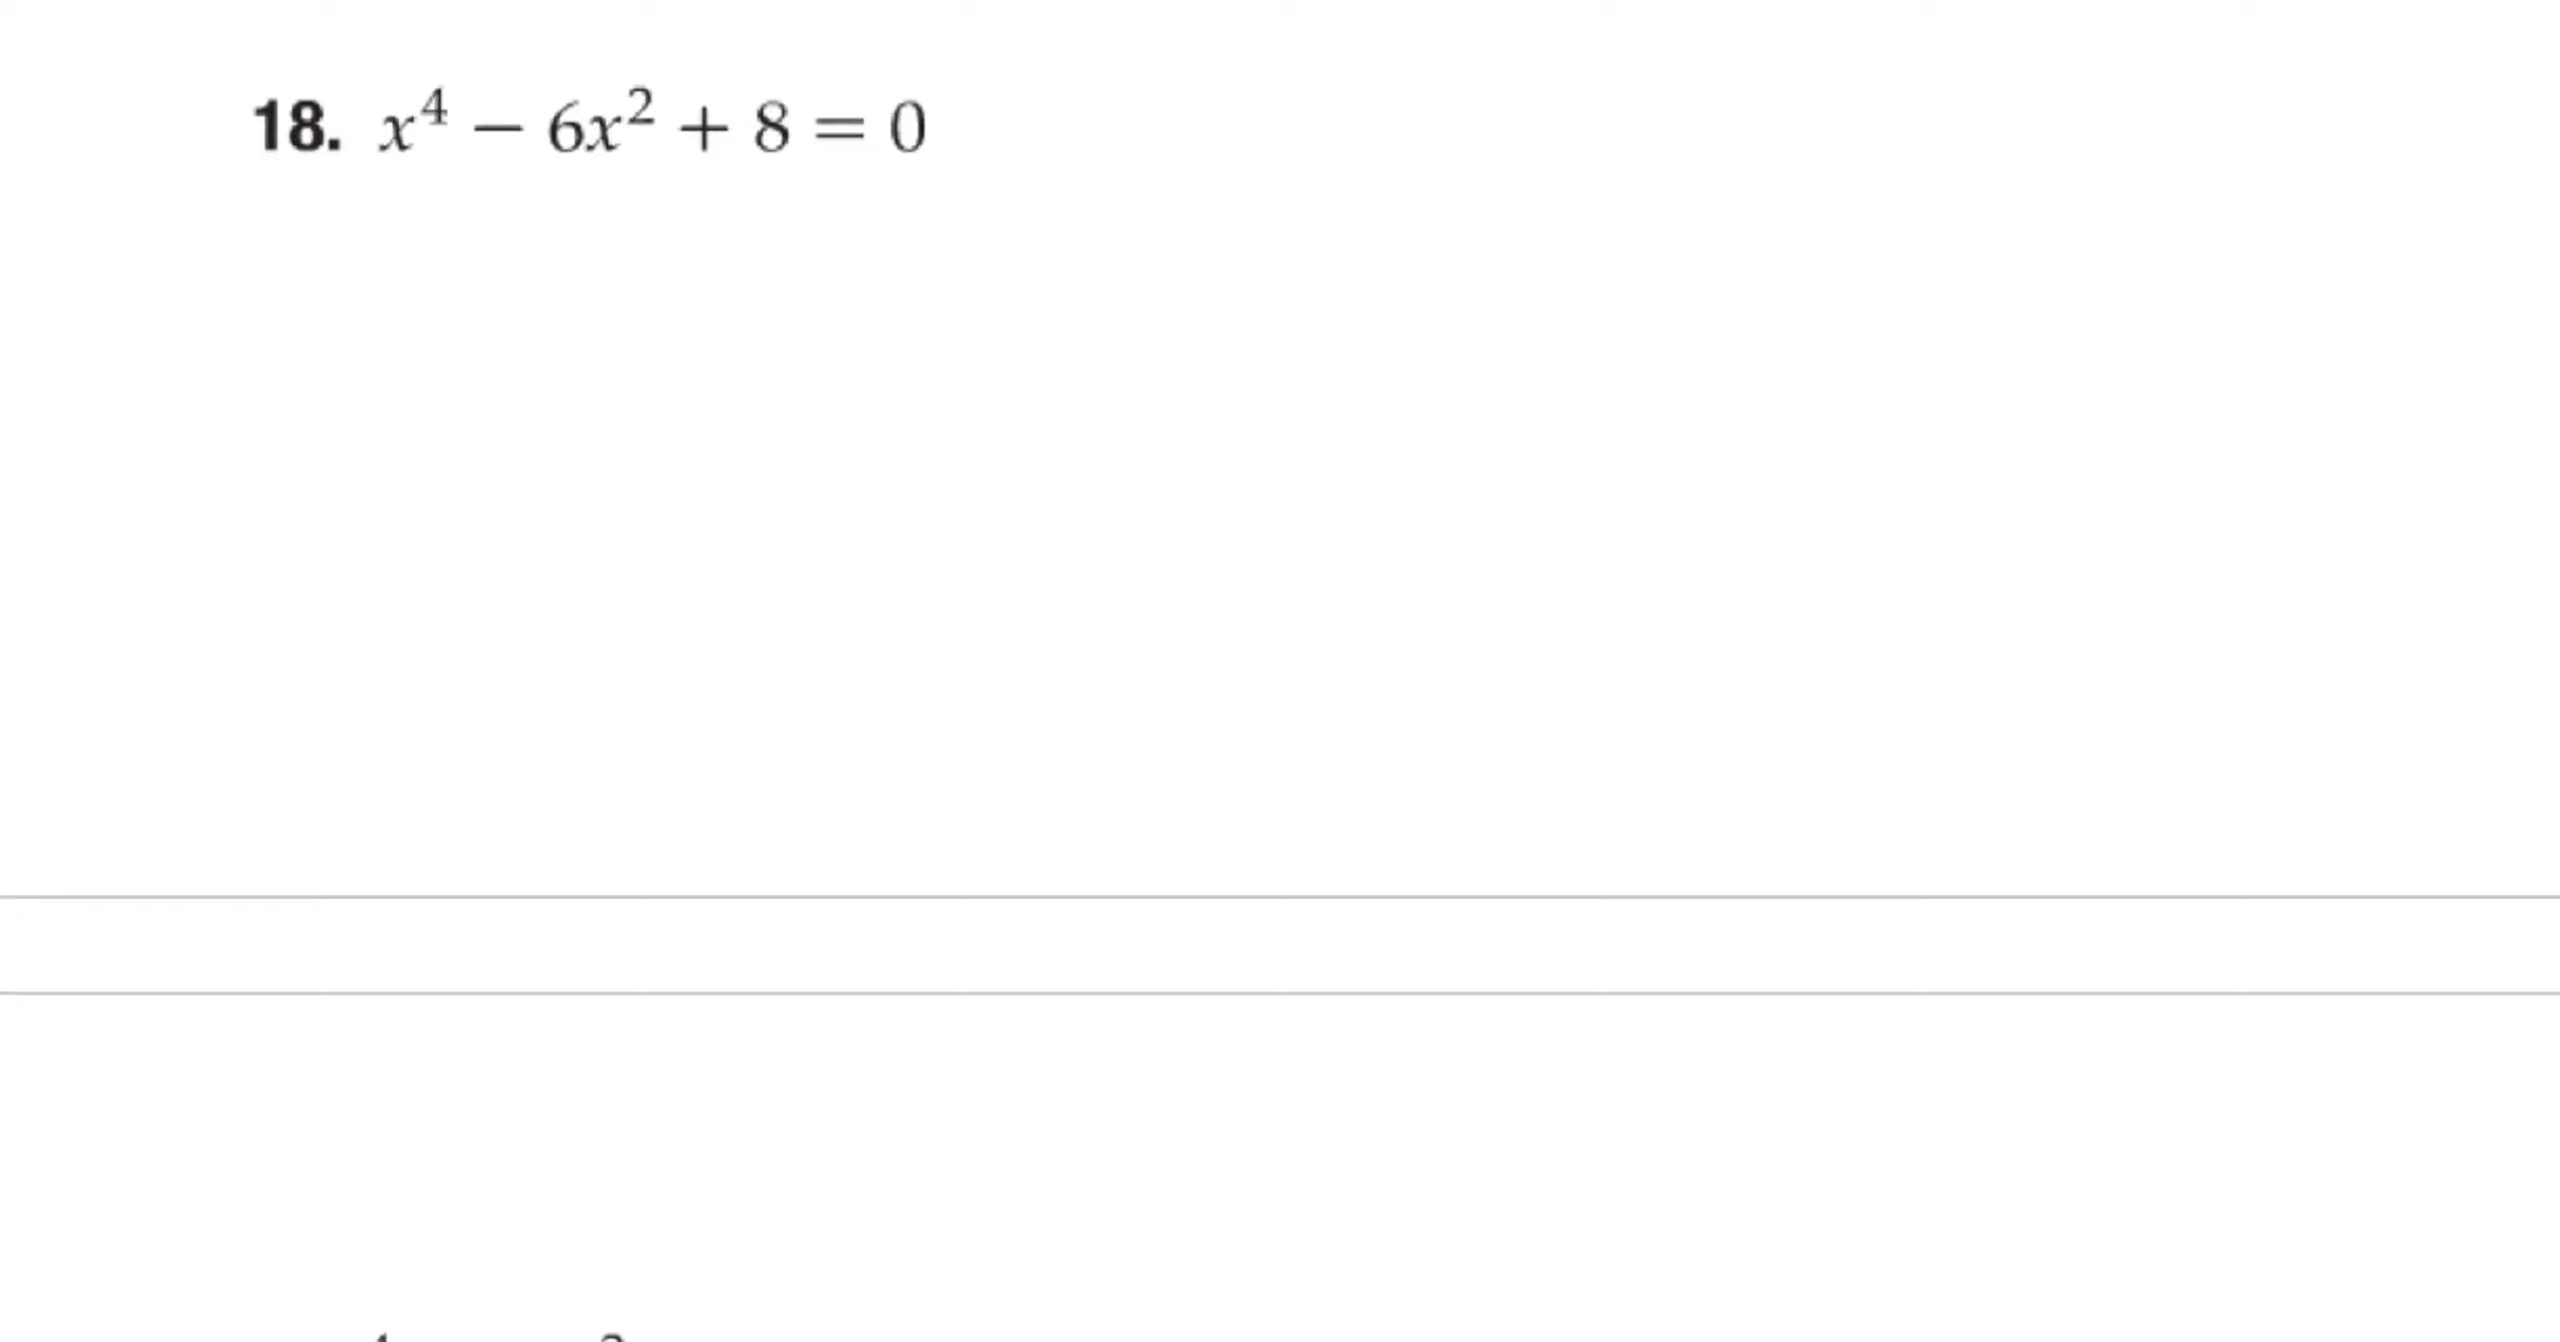 18. x⁴ − 6x² + 8 = 0